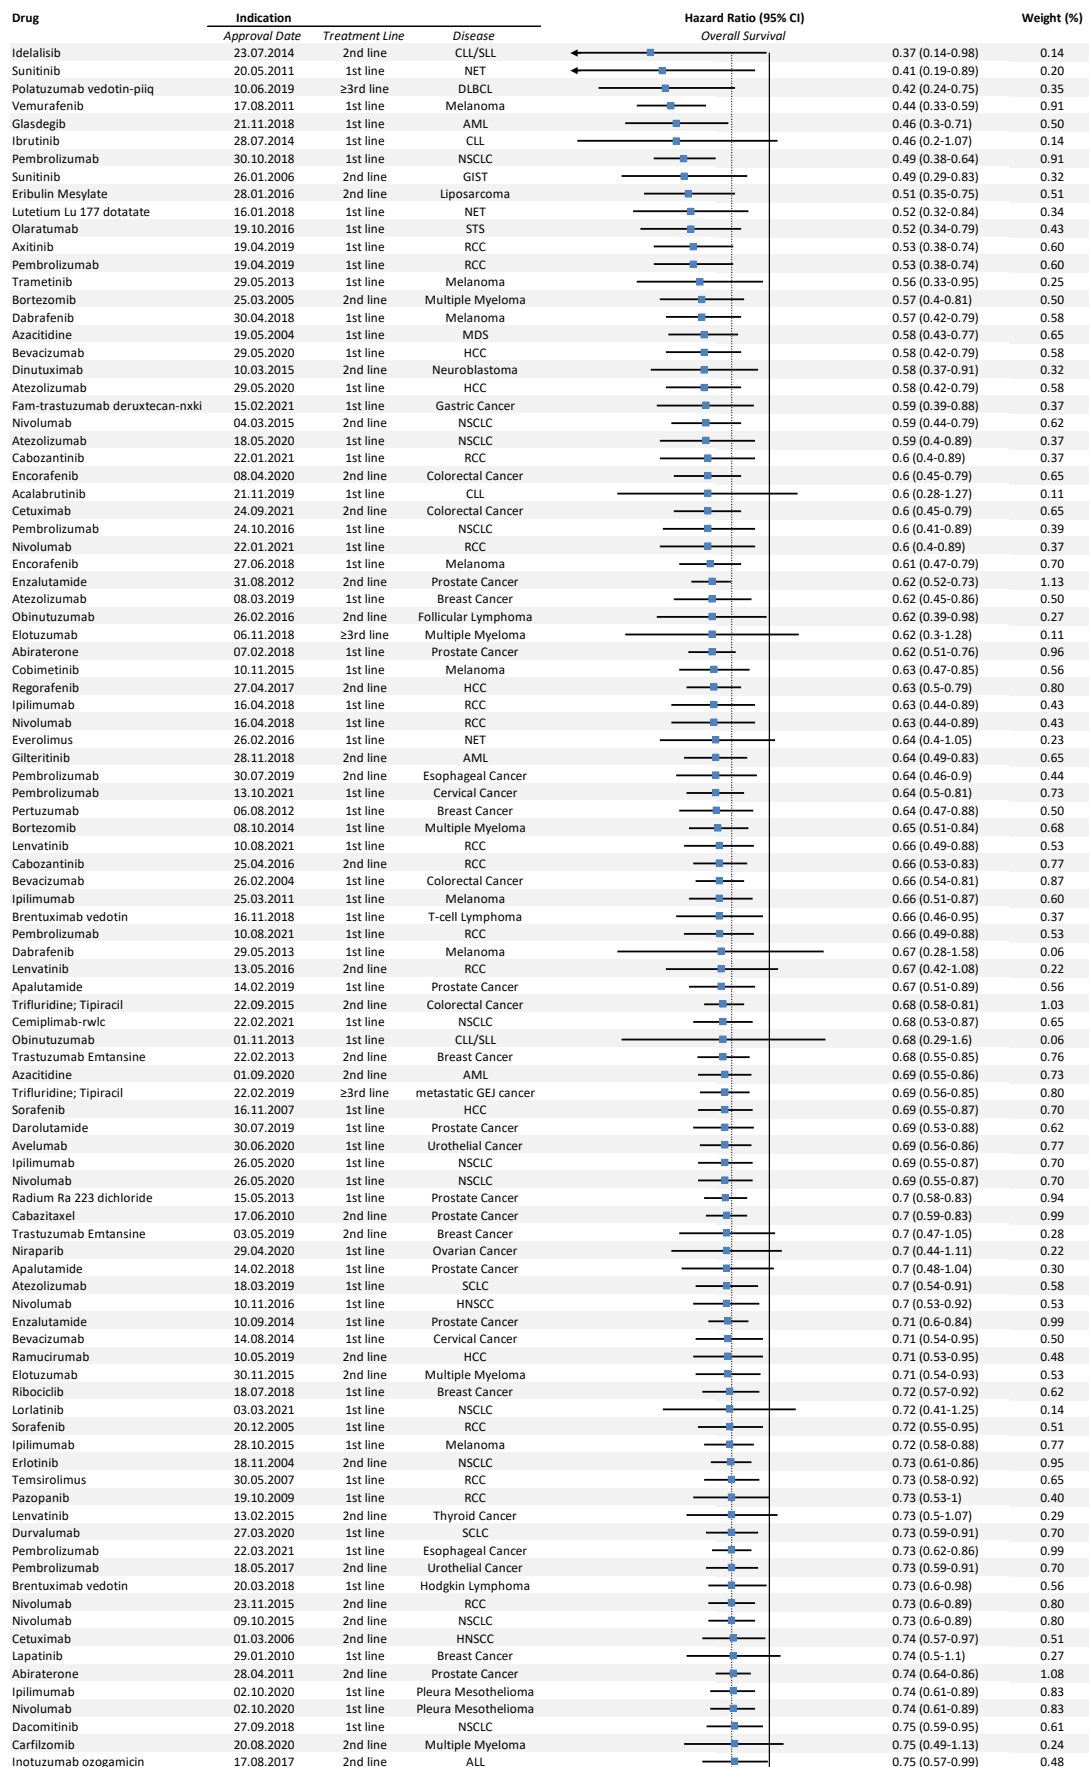 Drug Indication Hazard Ratio (95% CI) Weight (%)
Approval Date Treatment Line Disease Overall Survival
Idelalisib 23.07.2014 2nd line CLL/SLL 0.37 (0.14-0.98) 0.14
Sunitinib 20.05.2011 1st line NET 0.41 (0.19-0.89) 0.20
Polatuzumab vedotin-piiq 10.06.2019 ≥3rd line DLBCL 0.42 (0.24-0.75) 0.35
Vemurafenib 17.08.2011 1st line Melanoma 0.44 (0.33-0.59) 0.91
Glasdegib 21.11.2018 1st line AML 0.46 (0.3-0.71) 0.50
Ibrutinib 28.07.2014 1st line CLL 0.46 (0.2-1.07) 0.14
Pembrolizumab 30.10.2018 1st line NSCLC 0.49 (0.38-0.64) 0.91
Sunitinib 26.01.2006 2nd line GIST 0.49 (0.29-0.83) 0.32
Eribulin Mesylate 28.01.2016 2nd line Liposarcoma 0.51 (0.35-0.75) 0.51
Lutetium Lu 177 dotatate 16.01.2018 1st line NET 0.52 (0.32-0.84) 0.34
Olaratumab 19.10.2016 1st line STS 0.52 (0.34-0.79) 0.43
Axitinib 19.04.2019 1st line RCC 0.53 (0.38-0.74) 0.60
Pembrolizumab 19.04.2019 1st line RCC 0.53 (0.38-0.74) 0.60
Trametinib 29.05.2013 1st line Melanoma 0.56 (0.33-0.95) 0.25
Bortezomib 25.03.2005 2nd line Multiple Myeloma 0.57 (0.4-0.81) 0.50
Dabrafenib 30.04.2018 1st line Melanoma 0.57 (0.42-0.79) 0.58
Azacitidine 19.05.2004 1st line MDS 0.58 (0.43-0.77) 0.65
Bevacizumab 29.05.2020 1st line HCC 0.58 (0.42-0.79) 0.58
Dinutuximab 10.03.2015 2nd line Neuroblastoma 0.58 (0.37-0.91) 0.32
Atezolizumab 29.05.2020 1st line HCC 0.58 (0.42-0.79) 0.58
Fam-trastuzumab deruxtecan-nxki 15.02.2021 1st line Gastric Cancer 0.59 (0.39-0.88) 0.37
Nivolumab 04.03.2015 2nd line NSCLC 0.59 (0.44-0.79) 0.62
Atezolizumab 18.05.2020 1st line NSCLC 0.59 (0.4-0.89) 0.37
Cabozantinib 22.01.2021 1st line RCC 0.6 (0.4-0.89) 0.37
Encorafenib 08.04.2020 2nd line Colorectal Cancer 0.6 (0.45-0.79) 0.65
Acalabrutinib 21.11.2019 1st line CLL 0.6 (0.28-1.27) 0.11
Cetuximab 24.09.2021 2nd line Colorectal Cancer 0.6 (0.45-0.79) 0.65
Pembrolizumab 24.10.2016 1st line NSCLC 0.6 (0.41-0.89) 0.39
Nivolumab 22.01.2021 1st line RCC 0.6 (0.4-0.89) 0.37
Encorafenib 27.06.2018 1st line Melanoma 0.61 (0.47-0.79) 0.70
Enzalutamide 31.08.2012 2nd line Prostate Cancer 0.62 (0.52-0.73) 1.13
Atezolizumab 08.03.2019 1st line Breast Cancer 0.62 (0.45-0.86) 0.50
Obinutuzumab 26.02.2016 2nd line Follicular Lymphoma 0.62 (0.39-0.98) 0.27
Elotuzumab 06.11.2018 ≥3rd line Multiple Myeloma 0.62 (0.3-1.28) 0.11
Abiraterone 07.02.2018 1st line Prostate Cancer 0.62 (0.51-0.76) 0.96
Cobimetinib 10.11.2015 1st line Melanoma 0.63 (0.47-0.85) 0.56
Regorafenib 27.04.2017 2nd line HCC 0.63 (0.5-0.79) 0.80
Ipilimumab 16.04.2018 1st line RCC 0.63 (0.44-0.89) 0.43
Nivolumab 16.04.2018 1st line RCC 0.63 (0.44-0.89) 0.43
Everolimus 26.02.2016 1st line NET 0.64 (0.4-1.05) 0.23
Gilteritinib 28.11.2018 2nd line AML 0.64 (0.49-0.83) 0.65
Pembrolizumab 30.07.2019 2nd line Esophageal Cancer 0.64 (0.46-0.9) 0.44
Pembrolizumab 13.10.2021 1st line Cervical Cancer 0.64 (0.5-0.81) 0.73
Pertuzumab 06.08.2012 1st line Breast Cancer 0.64 (0.47-0.88) 0.50
Bortezomib 08.10.2014 1st line Multiple Myeloma 0.65 (0.51-0.84) 0.68
Lenvatinib 10.08.2021 1st line RCC 0.66 (0.49-0.88) 0.53
Cabozantinib 25.04.2016 2nd line RCC 0.66 (0.53-0.83) 0.77
Bevacizumab 26.02.2004 1st line Colorectal Cancer 0.66 (0.54-0.81) 0.87
Ipilimumab 25.03.2011 1st line Melanoma 0.66 (0.51-0.87) 0.60
Brentuximab vedotin 16.11.2018 1st line T-cell Lymphoma 0.66 (0.46-0.95) 0.37
Pembrolizumab 10.08.2021 1st line RCC 0.66 (0.49-0.88) 0.53
Dabrafenib 29.05.2013 1st line Melanoma 0.67 (0.28-1.58) 0.06
Lenvatinib 13.05.2016 2nd line RCC 0.67 (0.42-1.08) 0.22
Apalutamide 14.02.2019 1st line Prostate Cancer 0.67 (0.51-0.89) 0.56
Trifluridine; Tipiracil 22.09.2015 2nd line Colorectal Cancer 0.68 (0.58-0.81) 1.03
Cemiplimab-rwlc 22.02.2021 1st line NSCLC 0.68 (0.53-0.87) 0.65
Obinutuzumab 01.11.2013 1st line CLL/SLL 0.68 (0.29-1.6) 0.06
Trastuzumab Emtansine 22.02.2013 2nd line Breast Cancer 0.68 (0.55-0.85) 0.76
Azacitidine 01.09.2020 2nd line AML 0.69 (0.55-0.86) 0.73
Trifluridine; Tipiracil 22.02.2019 ≥3rd line metastatic GEJ cancer 0.69 (0.56-0.85) 0.80
Sorafenib 16.11.2007 1st line HCC 0.69 (0.55-0.87) 0.70
Darolutamide 30.07.2019 1st line Prostate Cancer 0.69 (0.53-0.88) 0.62
Avelumab 30.06.2020 1st line Urothelial Cancer 0.69 (0.56-0.86) 0.77
Ipilimumab 26.05.2020 1st line NSCLC 0.69 (0.55-0.87) 0.70
Nivolumab 26.05.2020 1st line NSCLC 0.69 (0.55-0.87) 0.70
Radium Ra 223 dichloride 15.05.2013 1st line Prostate Cancer 0.7 (0.58-0.83) 0.94
Cabazitaxel 17.06.2010 2nd line Prostate Cancer 0.7 (0.59-0.83) 0.99
Trastuzumab Emtansine 03.05.2019 2nd line Breast Cancer 0.7 (0.47-1.05) 0.28
Niraparib 29.04.2020 1st line Ovarian Cancer 0.7 (0.44-1.11) 0.22
Apalutamide 14.02.2018 1st line Prostate Cancer 0.7 (0.48-1.04) 0.30
Atezolizumab 18.03.2019 1st line SCLC 0.7 (0.54-0.91) 0.58
Nivolumab 10.11.2016 1st line HNSCC 0.7 (0.53-0.92) 0.53
Enzalutamide 10.09.2014 1st line Prostate Cancer 0.71 (0.6-0.84) 0.99
Bevacizumab 14.08.2014 1st line Cervical Cancer 0.71 (0.54-0.95) 0.50
Ramucirumab 10.05.2019 2nd line HCC 0.71 (0.53-0.95) 0.48
Elotuzumab 30.11.2015 2nd line Multiple Myeloma 0.71 (0.54-0.93) 0.53
Ribociclib 18.07.2018 1st line Breast Cancer 0.72 (0.57-0.92) 0.62
Lorlatinib 03.03.2021 1st line NSCLC 0.72 (0.41-1.25) 0.14
Sorafenib 20.12.2005 1st line RCC 0.72 (0.55-0.95) 0.51
Ipilimumab 28.10.2015 1st line Melanoma 0.72 (0.58-0.88) 0.77
Erlotinib 18.11.2004 2nd line NSCLC 0.73 (0.61-0.86) 0.95
Temsirolimus 30.05.2007 1st line RCC 0.73 (0.58-0.92) 0.65
Pazopanib 19.10.2009 1st line RCC 0.73 (0.53-1) 0.40
Lenvatinib 13.02.2015 2nd line Thyroid Cancer 0.73 (0.5-1.07) 0.29
Durvalumab 27.03.2020 1st line SCLC 0.73 (0.59-0.91) 0.70
Pembrolizumab 22.03.2021 1st line Esophageal Cancer 0.73 (0.62-0.86) 0.99
Pembrolizumab 18.05.2017 2nd line Urothelial Cancer 0.73 (0.59-0.91) 0.70
Brentuximab vedotin 20.03.2018 1st line Hodgkin Lymphoma 0.73 (0.6-0.98) 0.56
Nivolumab 23.11.2015 2nd line RCC 0.73 (0.6-0.89) 0.80
Nivolumab 09.10.2015 2nd line NSCLC 0.73 (0.6-0.89) 0.80
Cetuximab 01.03.2006 2nd line HNSCC 0.74 (0.57-0.97) 0.51
Lapatinib 29.01.2010 1st line Breast Cancer 0.74 (0.5-1.1) 0.27
Abiraterone 28.04.2011 2nd line Prostate Cancer 0.74 (0.64-0.86) 1.08
Ipilimumab 02.10.2020 1st line Pleura Mesothelioma 0.74 (0.61-0.89) 0.83
Nivolumab 02.10.2020 1st line Pleura Mesothelioma 0.74 (0.61-0.89) 0.83
Dacomitinib 27.09.2018 1st line NSCLC 0.75 (0.59-0.95) 0.61
Carfilzomib 20.08.2020 2nd line Multiple Myeloma 0.75 (0.49-1.13) 0.24
Inotuzumab ozogamicin 17.08.2017 2nd line ALL 0.75 (0.57-0.99) 0.48